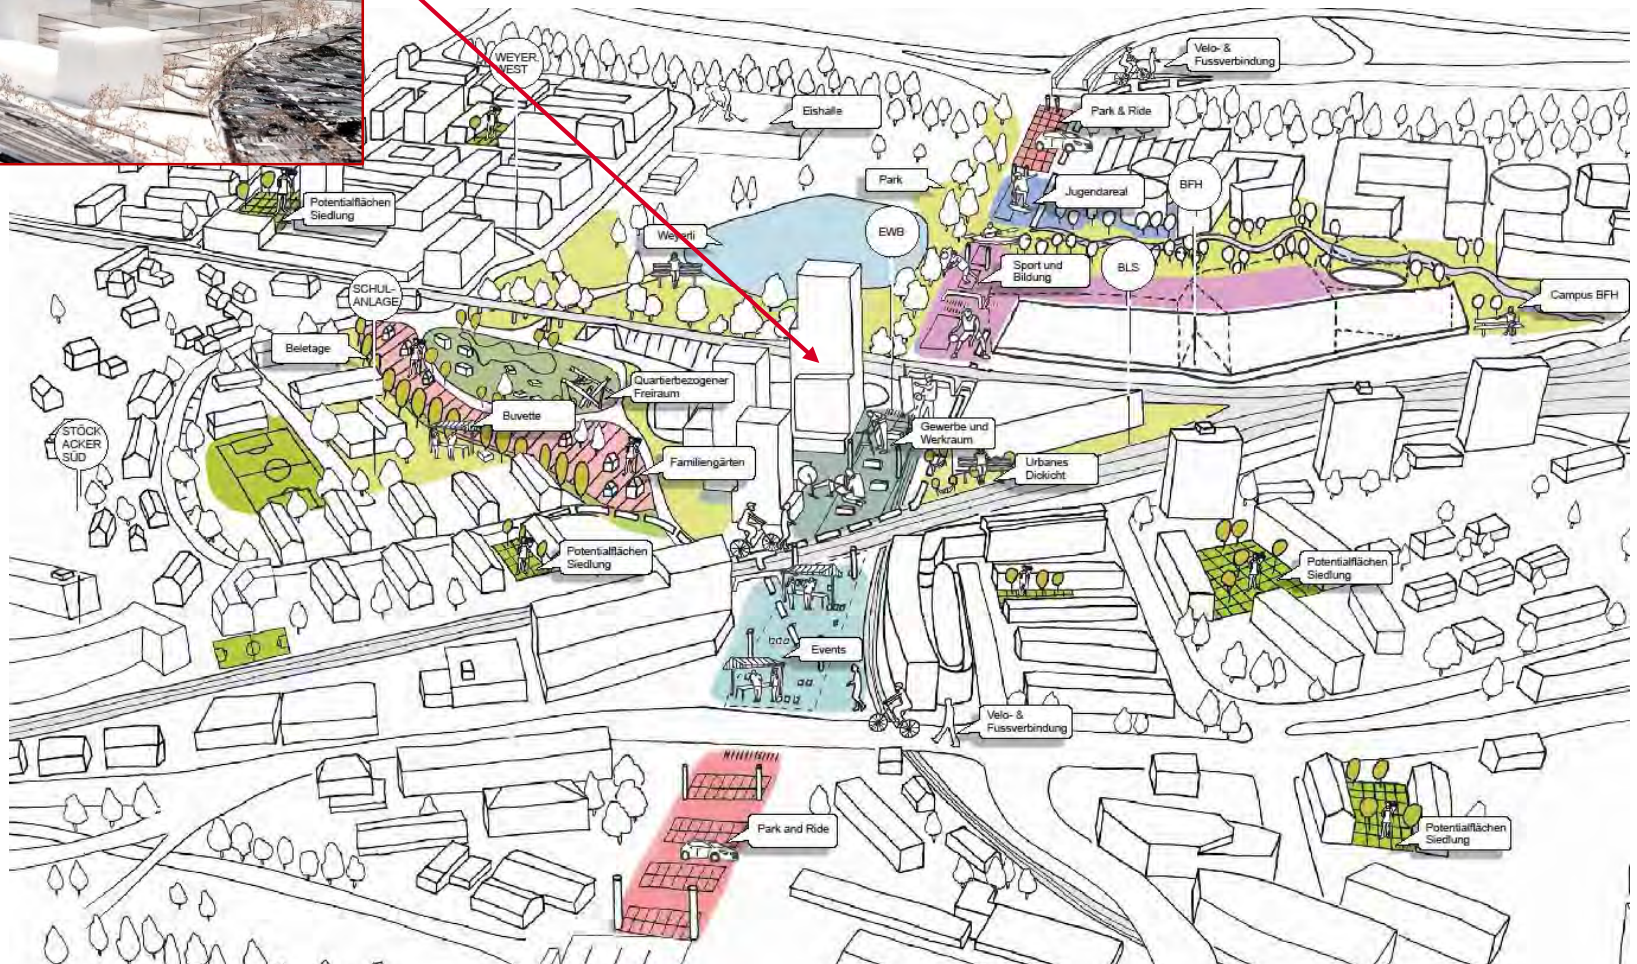 WEYER.
WEST
Velo- &
Fussverbindung
Eishalle
Park & Ride
Park
Jugendareal
BFH
Potentialflächen
Siedlung
Weyerli
EWB
Sport und
Bildung
BLS
SCHUL-
ANLAGE
Campus BFH
Beletage
Quartierbezogener
Freiraum
Buvette
STÖCK
ACKER
SÜD
Gewerbe und
Werkraum
Familiengärten
Urbanes
Dickicht
Potentialflächen
Siedlung
Potentialflächen
Siedlung
Events
Velo- &
Fussverbindung
Park and Ride
Potentialflächen
Siedlung